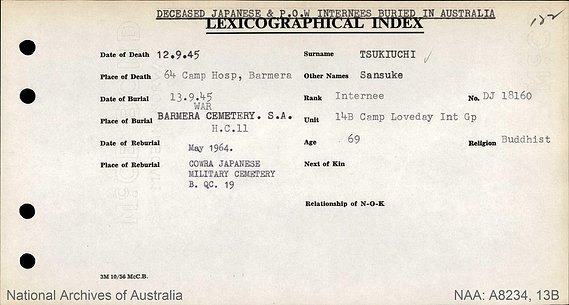 DECEASED JAPANESE & P.O.W INTERNEES BURIED IN AUSTRALIA
LEXICOGRAPHICAL INDEX
Date of Death 12.9.45
Place of Death 64 Camp Hosp, Barmera
Date of Burial 13.9.45
WAR
Place of Burial BARMERA CEMETERY. S.A.
H.C.11
Date of Reburial May 1964.
Place of Reburial COWRA JAPANESE
MILITARY CEMETERY
B. QC. 19
Surname TSUKIUCHI
Other Names Sansuke
Rank Internee No. DJ 18160
Unit 14B Camp Loveday Int Gp
Age 69 Religion Buddhist
Next of Kin
Relationship of N-O-K
3M 10/56 McC.B.
National Archives of Australia
NAA: A8234, 13B